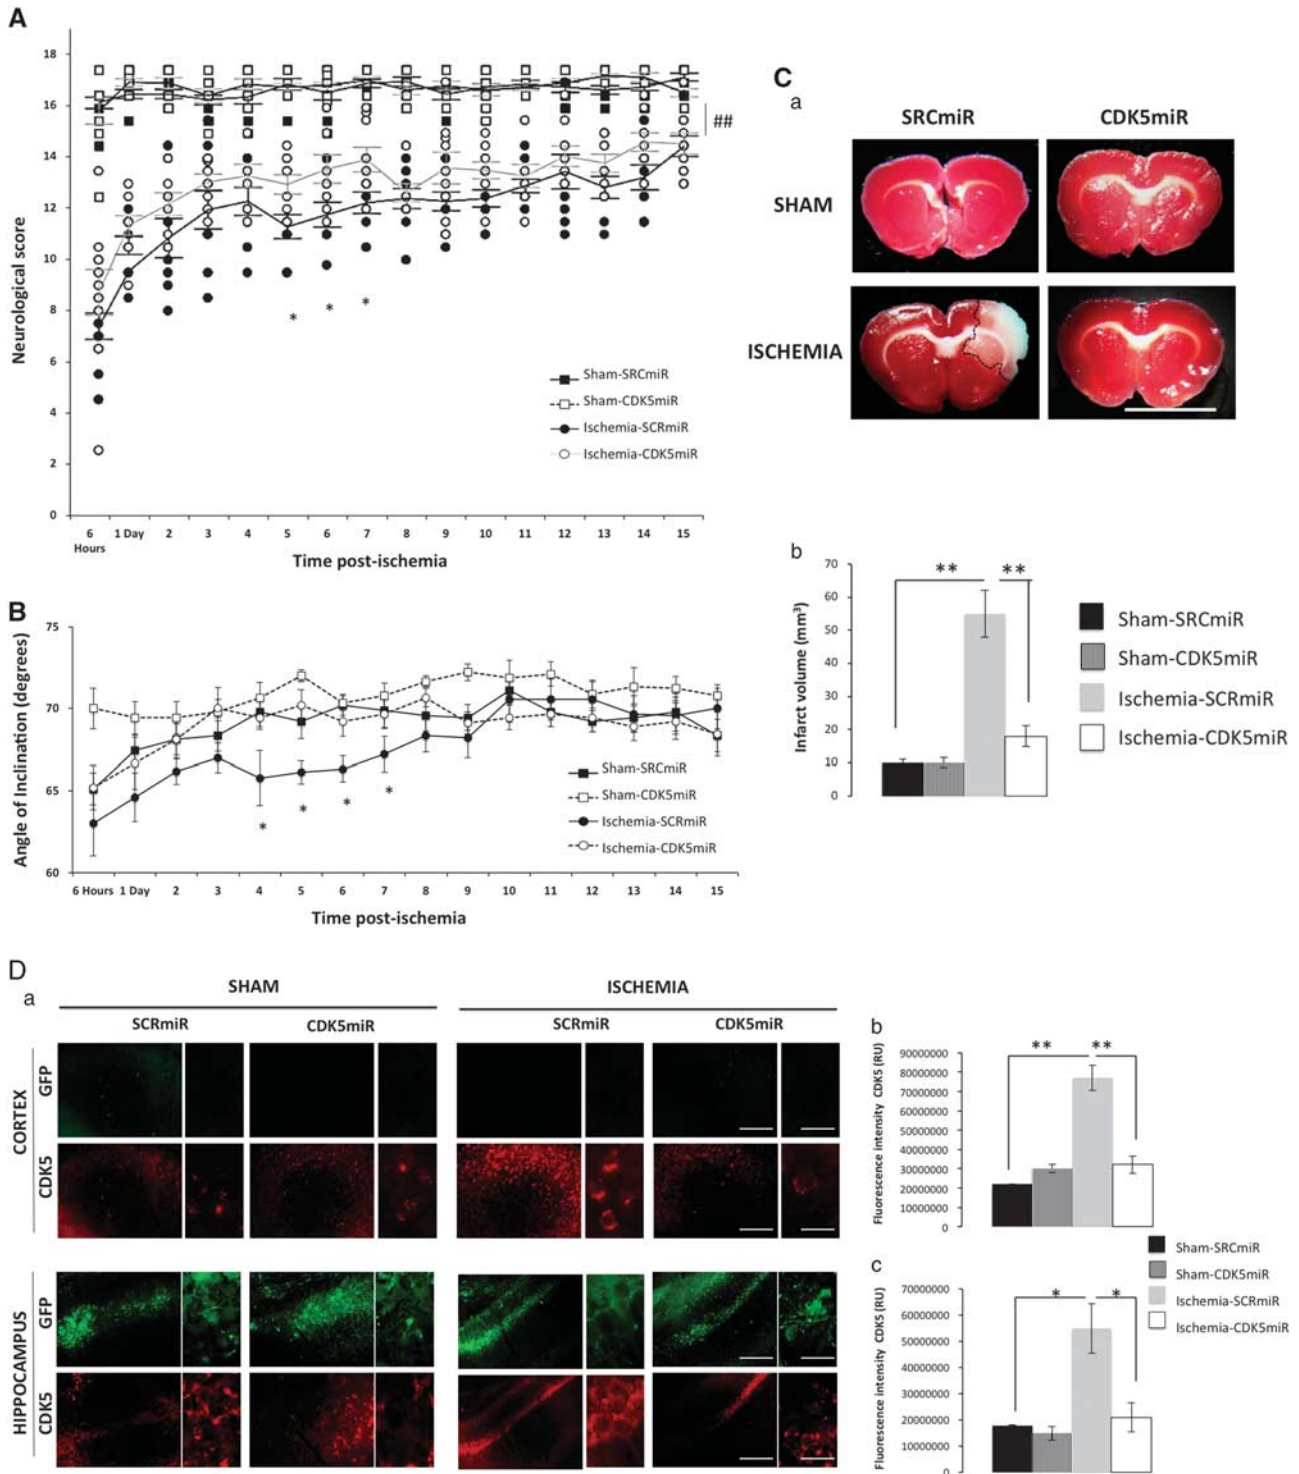 A
18
16
14
12
10
8
6
4
2
0
Neurological score
##
* * *
Sham-SRCmiR
Sham-CDK5miR
Ischemia-SCRmiR
Ischemia-CDK5miR
6 Hours 1 Day 2 3 4 5 6 7 8 9 10 11 12 13 14 15
Time post-ischemia
B
75
70
65
60
Angle of Inclination (degrees)
* * * *
Sham-SRCmiR
Sham-CDK5miR
Ischemia-SCRmiR
Ischemia-CDK5miR
6 Hours 1 Day 2 3 4 5 6 7 8 9 10 11 12 13 14 15
Time post-ischemia
C
a
SRCmiR CDK5miR
SHAM
ISCHEMIA
b
70
60
50
40
30
20
10
0
Infarct volume (mm³)
** **
Sham-SRCmiR
Sham-CDK5miR
Ischemia-SCRmiR
Ischemia-CDK5miR
D
a
SHAM ISCHEMIA
SCRmiR CDK5miR SCRmiR CDK5miR
CORTEX
GFP
CDK5
HIPPOCAMPUS
GFP
CDK5
b
90000000
80000000
70000000
60000000
50000000
40000000
30000000
20000000
10000000
0
Fluorescence intensity CDK5 (RU)
** **
Sham-SRCmiR
Sham-CDK5miR
Ischemia-SCRmiR
Ischemia-CDK5miR
c
70000000
60000000
50000000
40000000
30000000
20000000
10000000
0
Fluorescence intensity CDK5 (RU)
* *